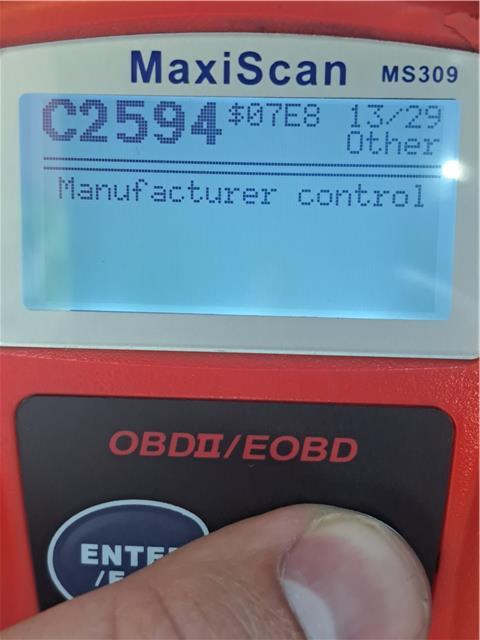 MaxiScan MS309
C2594 $07E8 13/29
Other
Manufacturer control
OBDII/EOBD